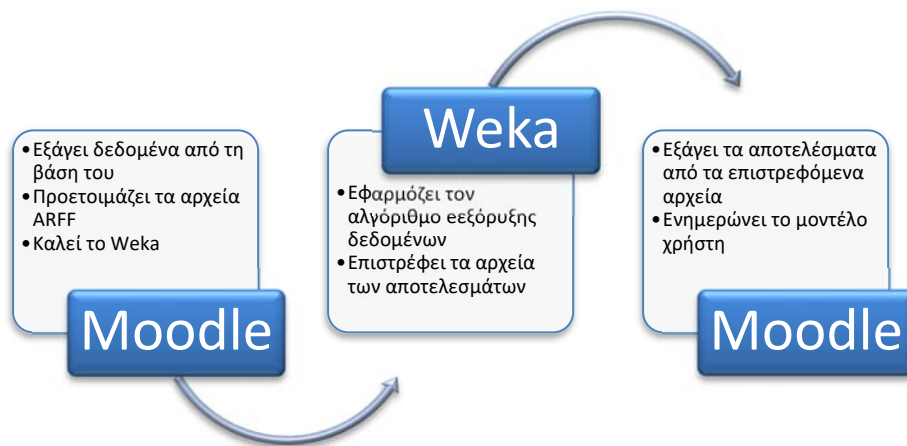 • Εξάγει δεδομένα από τη
βάση του
• Προετοιμάζει τα αρχεία
ARFF
• Καλεί το Weka
Moodle
Weka
• Εφαρμόζει τον
αλγόριθμο εεξόρυξης
δεδομένων
• Επιστρέφει τα αρχεία
των αποτελεσμάτων
• Εξάγει τα αποτελέσματα
από τα επιστρεφόμενα
αρχεία
• Ενημερώνει το μοντέλο
χρήστη
Moodle